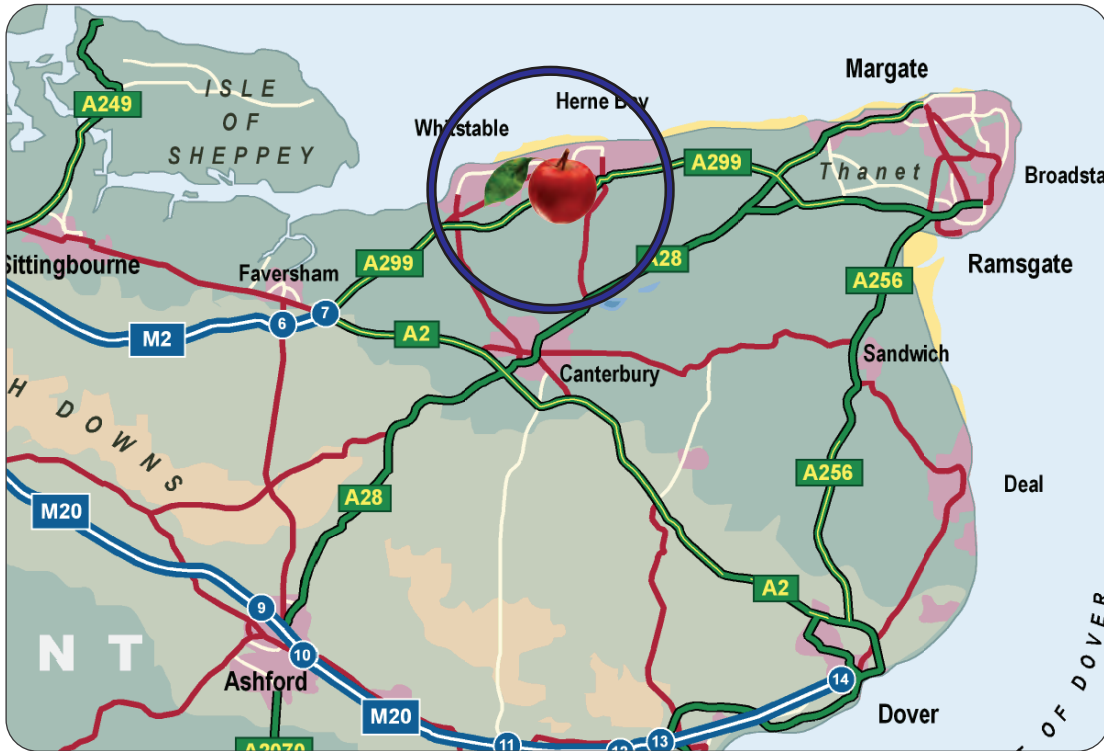 ISLE
OF
SHEPPEY
A249
Herne Bay
Whitstable
Margate
A299
Thanet
Broadsta
Sittingbourne
Faversham
A299
A28
A256
Ramsgate
7
6
M2
A2
Sandwich
Canterbury
H DOWNS
A28
A256
Deal
M20
A2
9
10
N T
Ashford
14
M20
Dover
OF DOVER
11
13
A2070